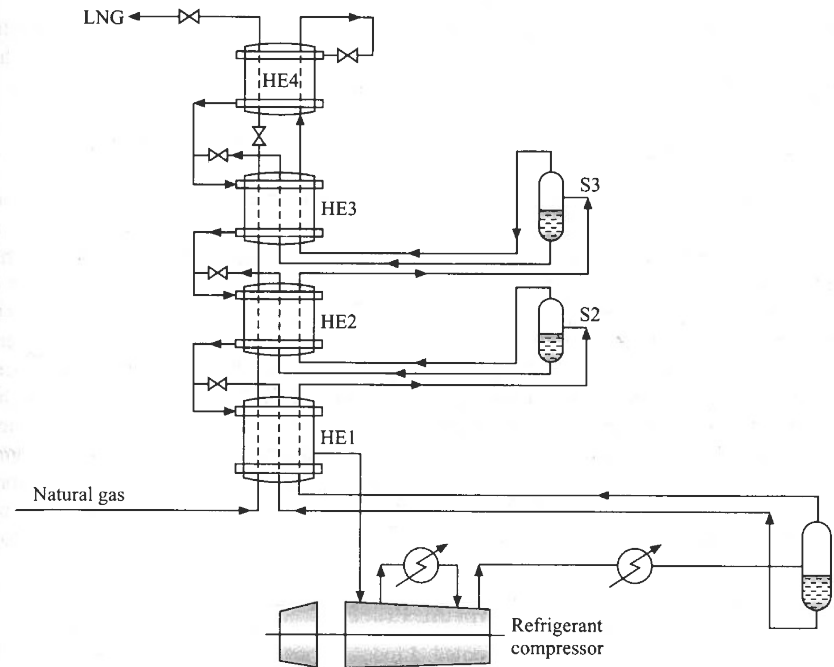 LNG
HE4
S3
HE3
S2
HE2
HE1
Natural gas
Refrigerant
compressor